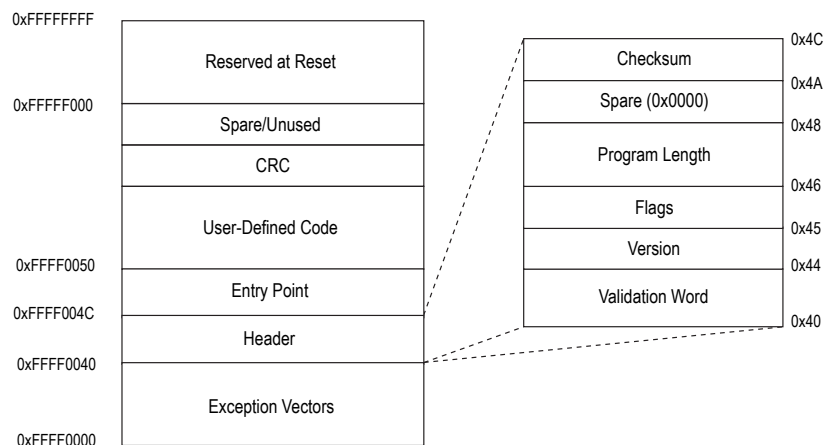 0xFFFFFFFF
Reserved at Reset
0xFFFFF000
Spare/Unused
CRC
User-Defined Code
0xFFFF0050
Entry Point
0xFFFF004C
Header
0xFFFF0040
Exception Vectors
0xFFFF0000
0x4C
Checksum
0x4A
Spare (0x0000)
0x48
Program Length
0x46
Flags
0x45
Version
0x44
Validation Word
0x40